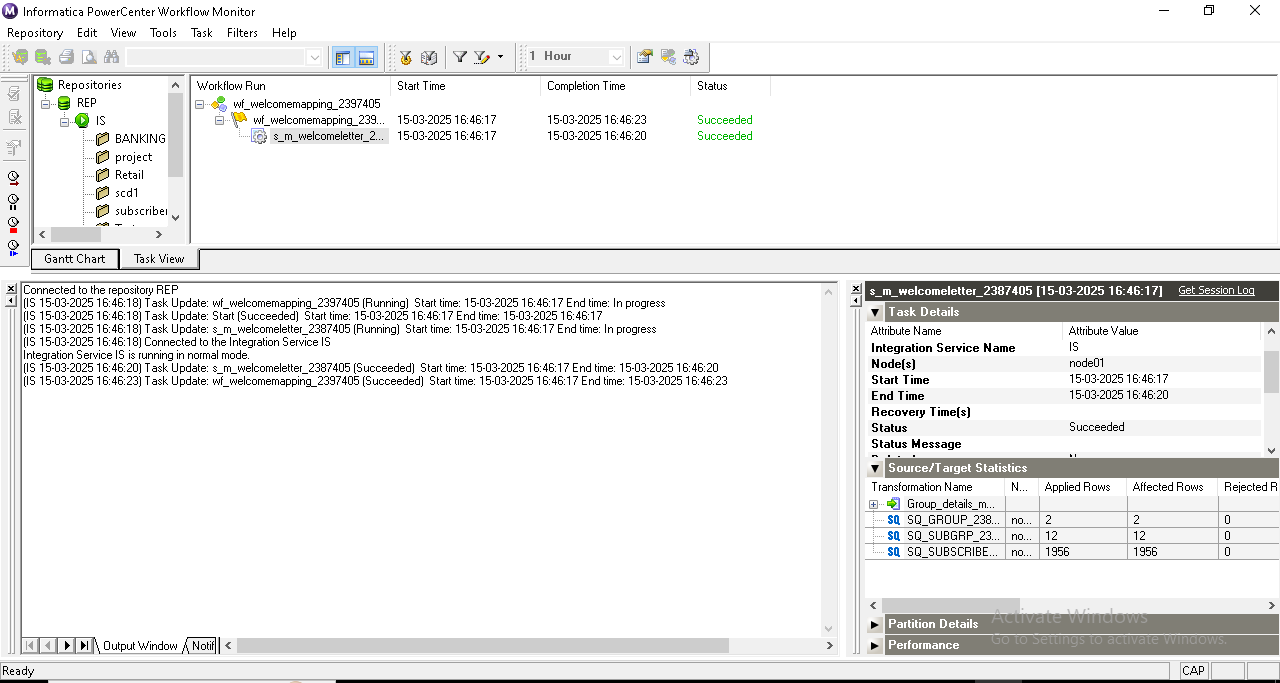 Informatica PowerCenter Workflow Monitor
Repository Edit View Tools Task Filters Help
1 Hour
Repositories
REP
IS
BANKING
project
Retail
scd1
subscriber
Workflow Run Start Time Completion Time Status
wf_welcomemapping_2397405
wf_welcomemapping_239... 15-03-2025 16:46:17 15-03-2025 16:46:23 Succeeded
s_m_welcomeletter_2... 15-03-2025 16:46:17 15-03-2025 16:46:20 Succeeded
Gantt Chart Task View
Connected to the repository REP
(IS 15-03-2025 16:46:18) Task Update: wf_welcomemapping_2397405 (Running) Start time: 15-03-2025 16:46:17 End time: In progress
(IS 15-03-2025 16:46:18) Task Update: Start (Succeeded) Start time: 15-03-2025 16:46:17 End time: 15-03-2025 16:46:17
(IS 15-03-2025 16:46:18) Task Update: s_m_welcomeletter_2387405 (Running) Start time: 15-03-2025 16:46:17 End time: In progress
(IS 15-03-2025 16:46:18) Connected to the Integration Service IS
Integration Service IS is running in normal mode.
(IS 15-03-2025 16:46:20) Task Update: s_m_welcomeletter_2387405 (Succeeded) Start time: 15-03-2025 16:46:17 End time: 15-03-2025 16:46:20
(IS 15-03-2025 16:46:23) Task Update: wf_welcomemapping_2397405 (Succeeded) Start time: 15-03-2025 16:46:17 End time: 15-03-2025 16:46:23
Output Window Notif
s_m_welcomeletter_2387405 [15-03-2025 16:46:17] Get Session Log
Task Details
Attribute Name Attribute Value
Integration Service Name IS
Node(s) node01
Start Time 15-03-2025 16:46:17
End Time 15-03-2025 16:46:20
Recovery Time(s)
Status Succeeded
Status Message
Source/Target Statistics
Transformation Name N... Applied Rows Affected Rows Rejected R
Group_details_m...
SQ SQ_GROUP_238... no... 2 2 0
SQ SQ_SUBGRP_23... no... 12 12 0
SQ SQ_SUBSCRIBE... no... 1956 1956 0
Activate Windows
Partition Details
Go to Settings to activate Windows.
Performance
Ready CAP